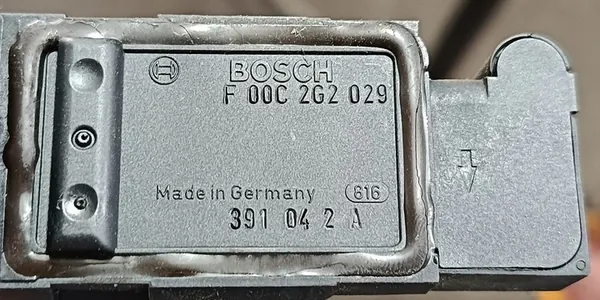 BOSCH
F 00C 2G2 029
Made in Germany 616
391 04 2 A